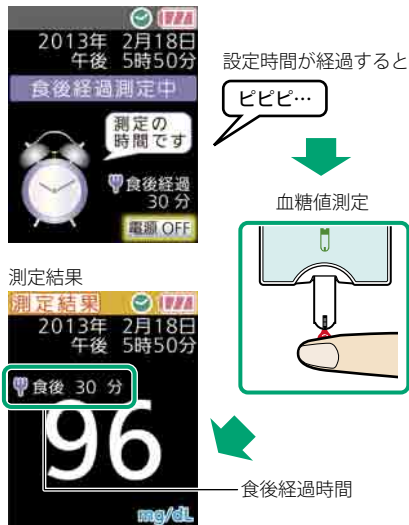 2013年 2月18日
午後 5時50分
食後経過測定中
測定の
時間です
食後経過
30 分
電源 OFF
設定時間が経過すると
ピピピ…
血糖値測定
測定結果
測定結果
2013年 2月18日
午後 5時50分
食後 30 分
96
mg/dL
食後経過時間